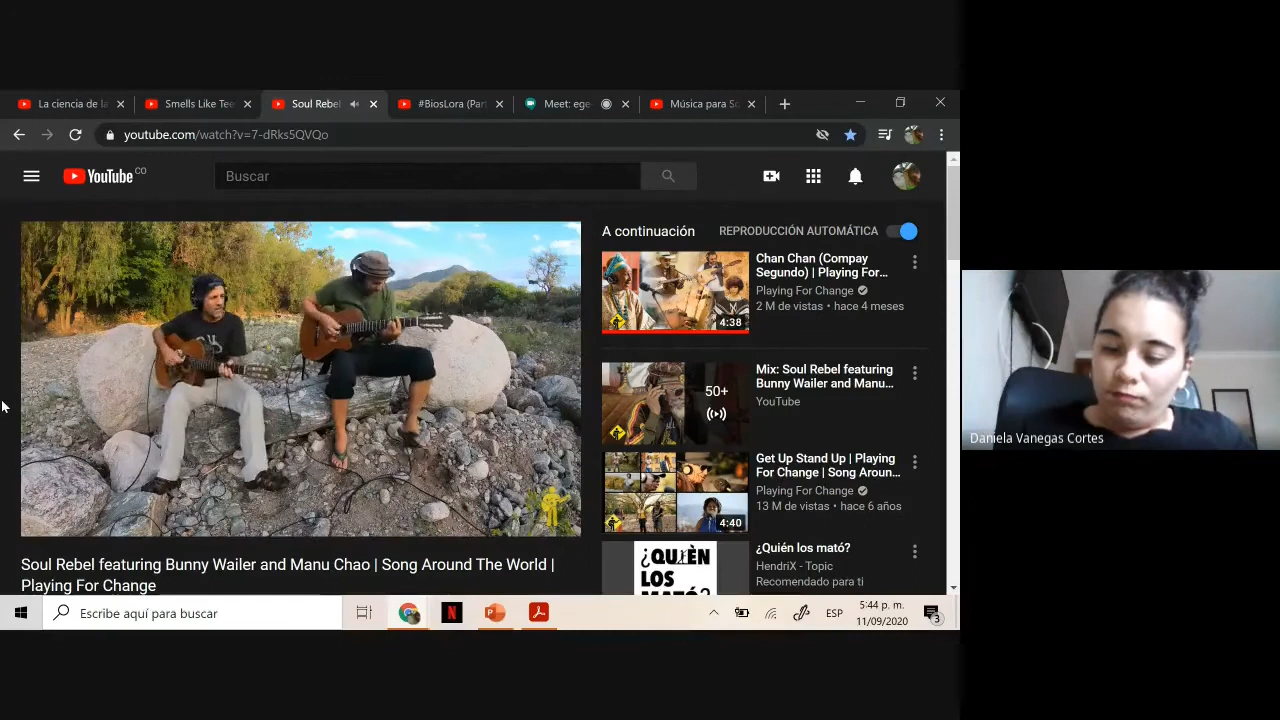 La ciencia de la
Smells Like Tee
Soul Rebel
#BiosLora (Par
Meet: ege
Música para So
youtube.com/watch?v=7-dRks5QVQo
YouTube CO
Buscar
A continuación
REPRODUCCIÓN AUTOMÁTICA
Chan Chan (Compay
Segundo) | Playing For...
Playing For Change
2 M de vistas • hace 4 meses
4:38
50+
Mix: Soul Rebel featuring
Bunny Wailer and Manu...
YouTube
Get Up Stand Up | Playing
For Change | Song Aroun...
Playing For Change
13 M de vistas • hace 6 años
4:40
¿QUIÈN
LOS
MATÓ?
¿Quién los mató?
HendriX - Topic
Recomendado para ti
Soul Rebel featuring Bunny Wailer and Manu Chao | Song Around The World |
Playing For Change
Daniela Vanegas Cortes
Escribe aquí para buscar
N
ESP
5:44 p. m.
11/09/2020
3